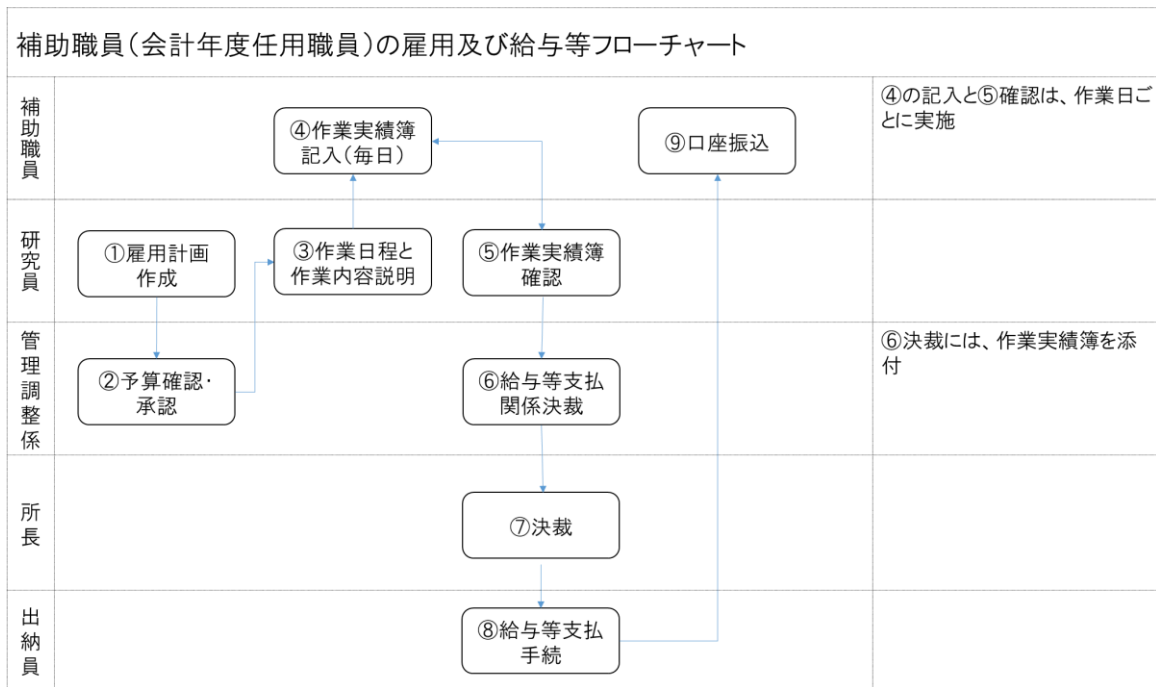 補助職員(会計年度任用職員)の雇用及び給与等フローチャート
補助職員
④作業実績簿
記入(毎日)
⑨口座振込
④の記入と⑤確認は、作業日ご
とに実施
研究員
①雇用計画
作成
③作業日程と
作業内容説明
⑤作業実績簿
確認
管理調整係
②予算確認・
承認
⑥給与等支払
関係決裁
⑥決裁には、作業実績簿を添
付
所長
⑦決裁
出納員
⑧給与等支払
手続